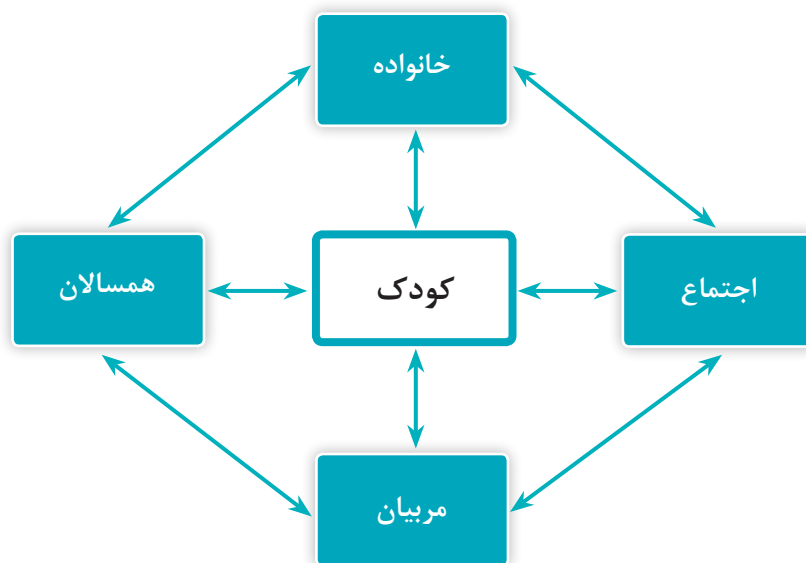 خانواده
اجتماع
کودک
همسالان
مربیان